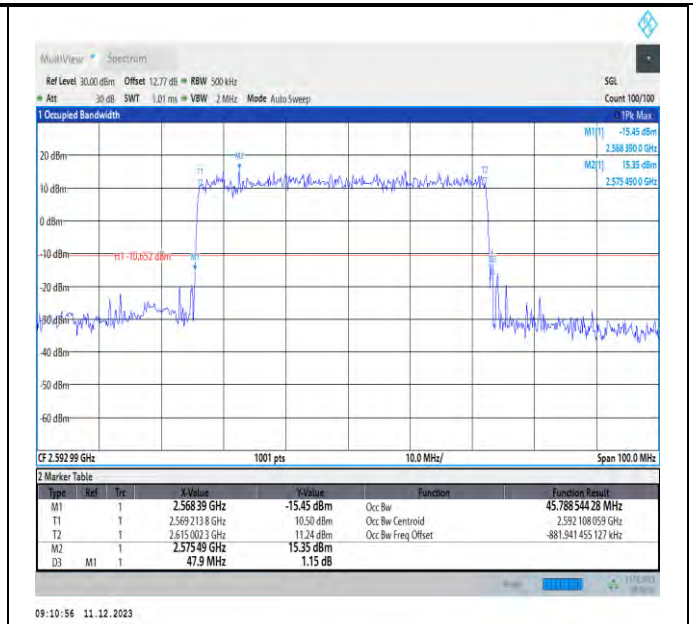 MultiView Spectrum
Ref Level 30.00 dBm Offset 12.77 dB RBW 500 kHz SGL
Att 30 dB SWT 1.01 ms VBW 2 MHz Mode Auto Sweep Count 100/100
1 Occupied Bandwidth 1Pk Max
M1[1] -15.45 dBm
2.568 390 0 GHz
M2[1] 15.35 dBm
2.575 490 0 GHz
20 dBm
M2
T1
T2
10 dBm
0 dBm
-10 dBm
H1 -10.652 dBm
M1
-20 dBm
-30 dBm
-40 dBm
-50 dBm
-60 dBm
CF 2.592 99 GHz 1001 pts 10.0 MHz/ Span 100.0 MHz
2 Marker Table
Type Ref Trc X-Value Y-Value Function Function Result
M1 1 2.568 39 GHz -15.45 dBm Occ Bw 45.788 544 28 MHz
T1 1 2.569 213 8 GHz 10.50 dBm Occ Bw Centroid 2.592 108 059 GHz
T2 1 2.615 002 3 GHz 11.24 dBm Occ Bw Freq Offset -881.941 455 127 kHz
M2 1 2.575 49 GHz 15.35 dBm
D3 M1 1 47.9 MHz 1.15 dB
09:10:56 11.12.2023